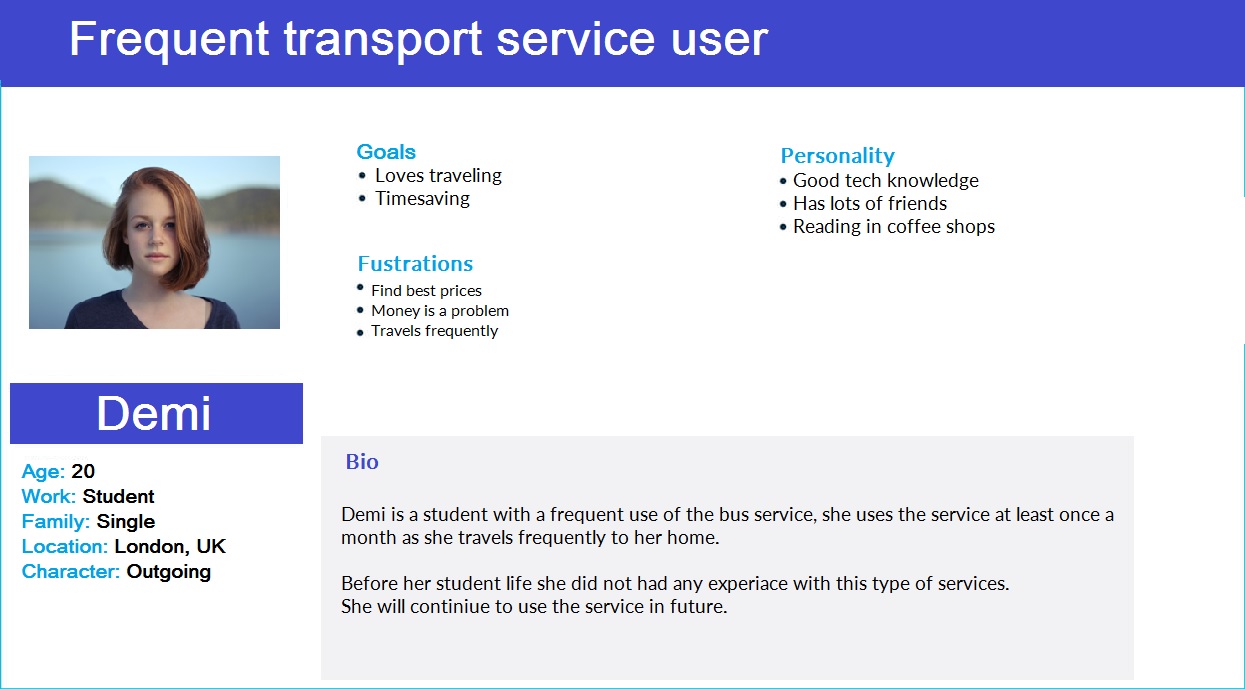 Frequent transport service user
Goals
• Loves traveling
• Timesaving
Fustrations
• Find best prices
• Money is a problem
• Travels frequently
Personality
• Good tech knowledge
• Has lots of friends
• Reading in coffee shops
Demi
Age: 20
Work: Student
Family: Single
Location: London, UK
Character: Outgoing
Bio
Demi is a student with a frequent use of the bus service, she uses the service at least once a
month as she travels frequently to her home.
Before her student life she did not had any experiace with this type of services.
She will continiue to use the service in future.